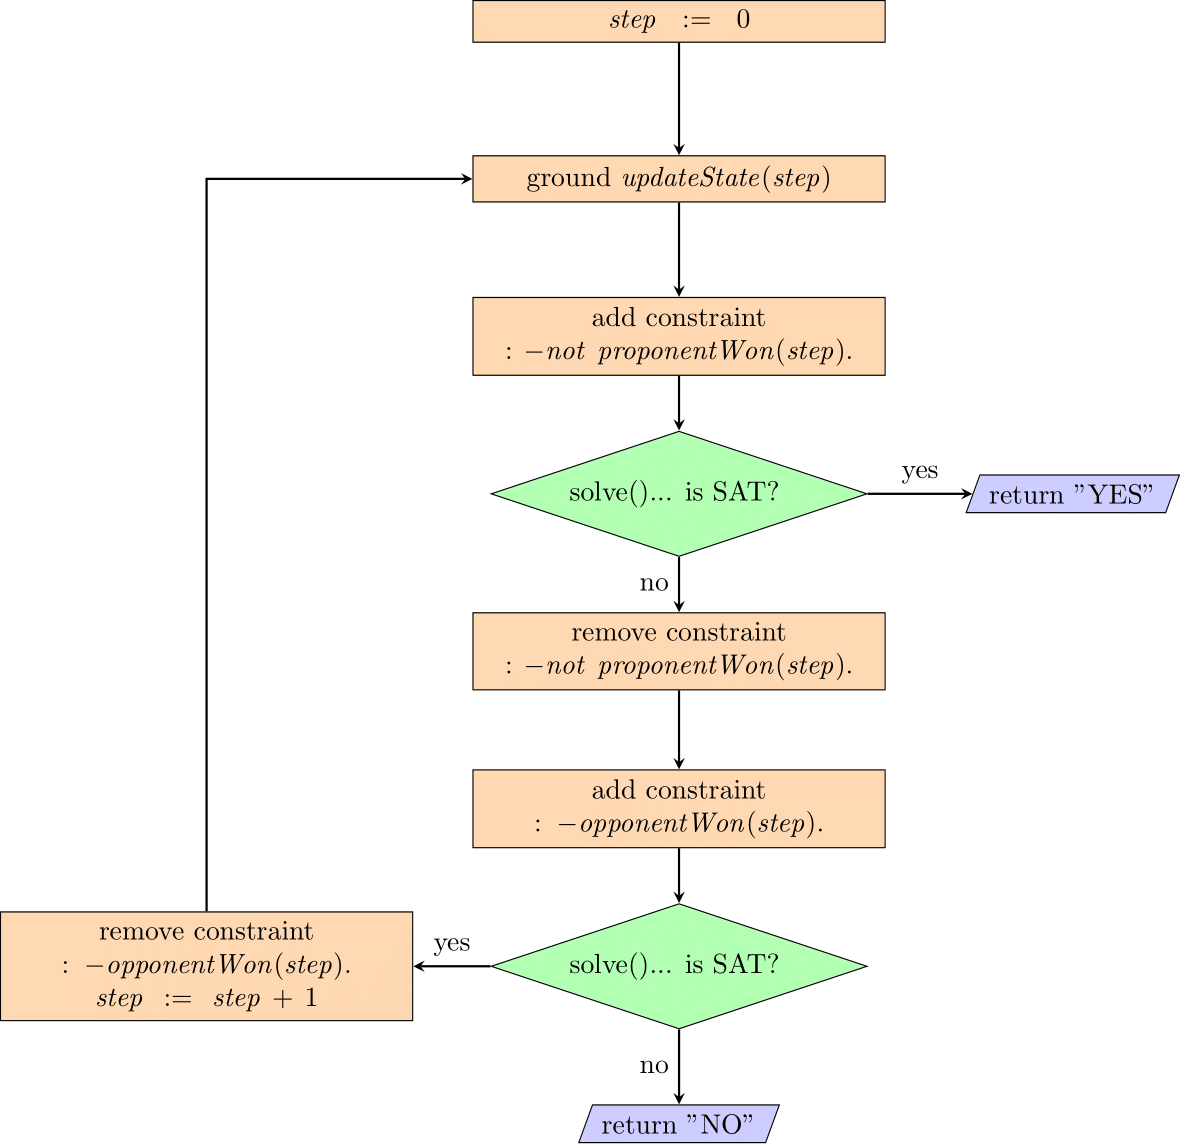 step := 0
ground updateState(step)
add constraint
: −not proponentWon(step).
solve()... is SAT?
yes
return ”YES”
no
remove constraint
: −not proponentWon(step).
add constraint
: −opponentWon(step).
solve()... is SAT?
yes
remove constraint
: −opponentWon(step).
step := step + 1
no
return ”NO”